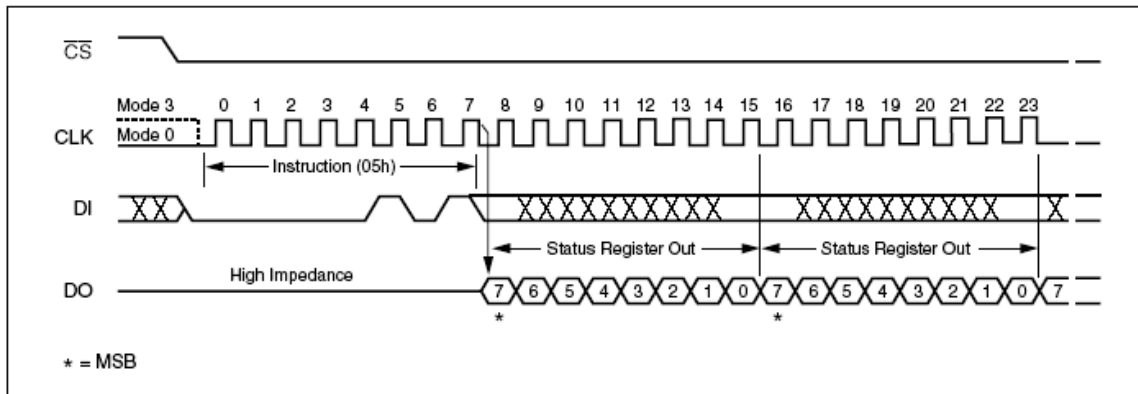 CS
Mode 3 0 1 2 3 4 5 6 7 8 9 10 11 12 13 14 15 16 17 18 19 20 21 22 23
CLK Mode 0
Instruction (05h)
DI
Status Register Out Status Register Out
High Impedance
DO 7 6 5 4 3 2 1 0 7 6 5 4 3 2 1 0 7
* *
* = MSB